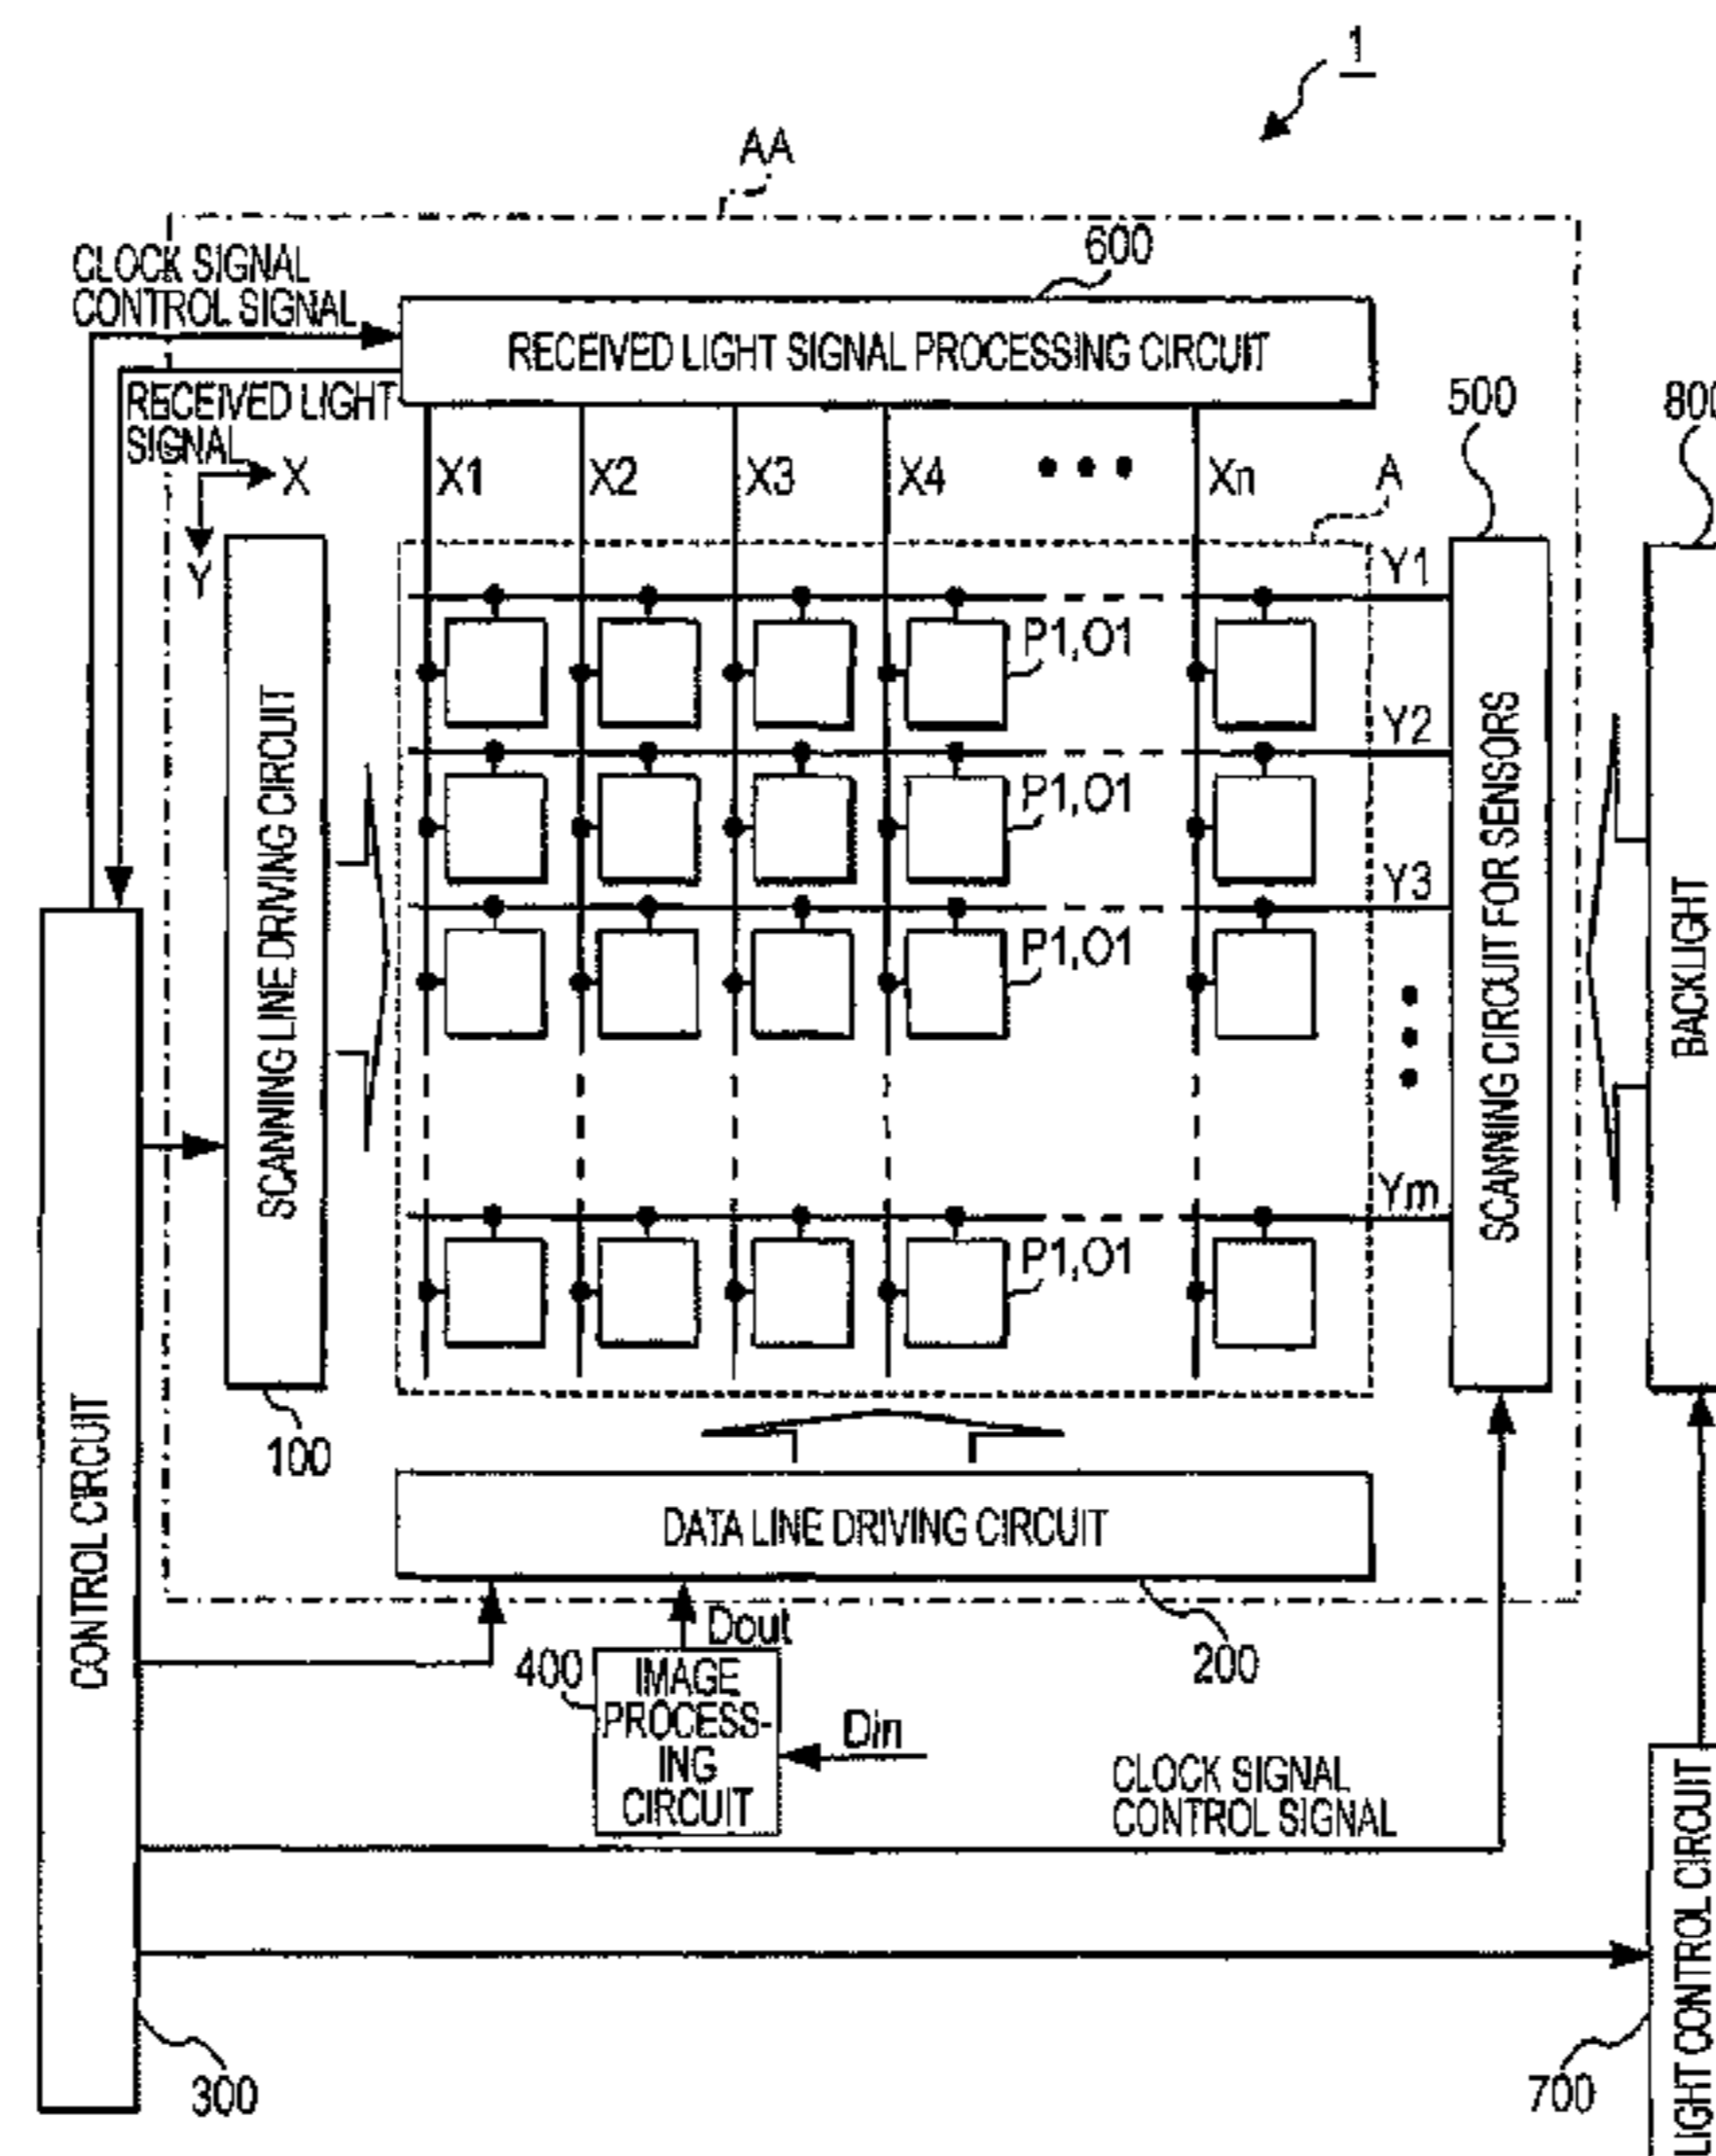 1
AA
CLOCK SIGNAL
CONTROL SIGNAL
600
RECEIVED LIGHT SIGNAL PROCESSING CIRCUIT
RECEIVED LIGHT
SIGNAL
500
800
X
Y
X1
X2
X3
X4
Xn
A
Y1
P1,O1
Y2
P1,O1
Y3
P1,O1
Ym
P1,O1
SCANNING LINE DRIVING CIRCUIT
SCANNING CIRCUIT FOR SENSORS
BACKLIGHT
100
CONTROL CIRCUIT
DATA LINE DRIVING CIRCUIT
Dout
200
400
IMAGE
PROCESS-
ING
CIRCUIT
Din
CLOCK SIGNAL
CONTROL SIGNAL
300
700
LIGHT CONTROL CIRCUIT